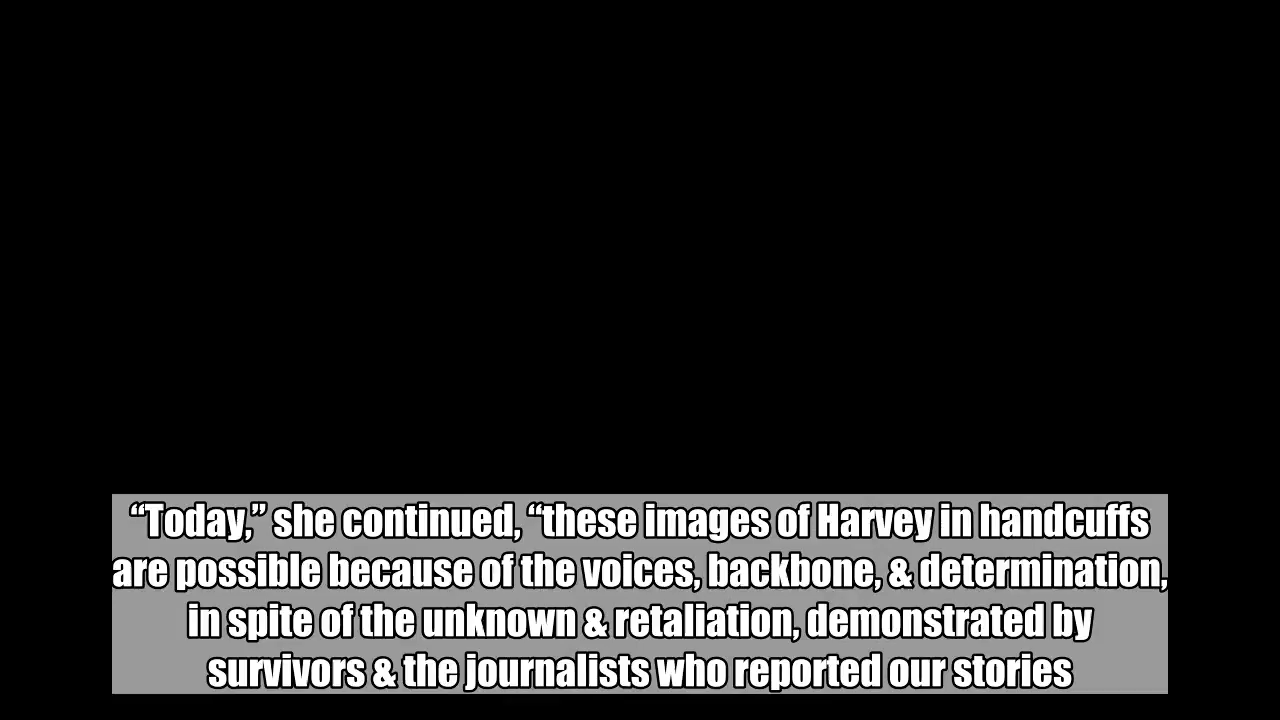 “Today,” she continued, “these images of Harvey in handcuffs
are possible because of the voices, backbone, & determination,
in spite of the unknown & retaliation, demonstrated by
survivors & the journalists who reported our stories